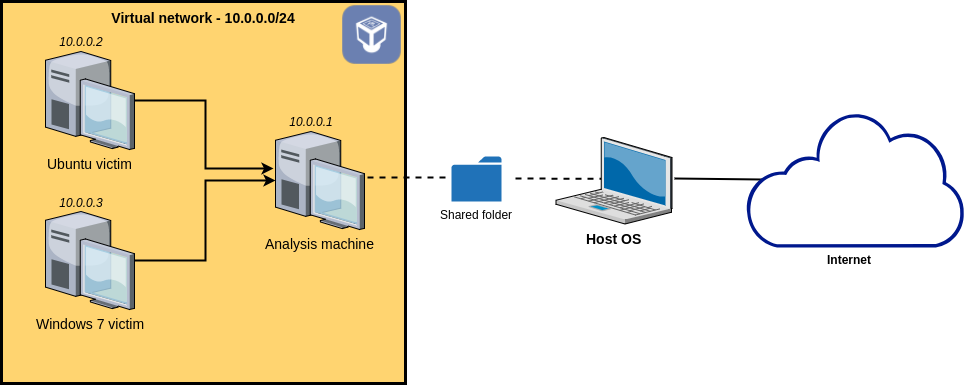 Virtual network - 10.0.0.0/24
10.0.0.2
Ubuntu victim
10.0.0.1
Analysis machine
10.0.0.3
Windows 7 victim
Shared folder
Host OS
Internet